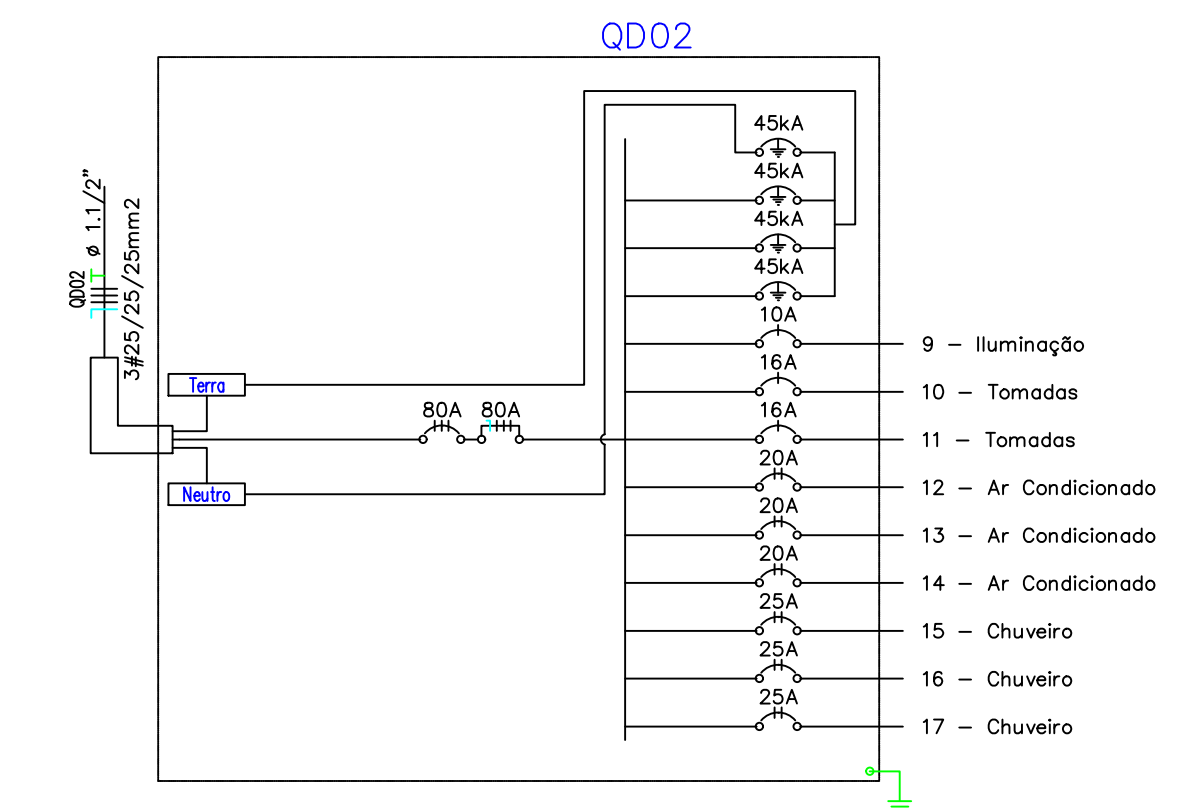 QD02
45kA
45kA
45kA
45kA
ø 1.1/2"
3#25/25/25mm2
QD02
10A
9 - Iluminação
16A
10 - Tomadas
Terra
80A
80A
16A
11 - Tomadas
20A
12 - Ar Condicionado
Neutro
20A
13 - Ar Condicionado
20A
14 - Ar Condicionado
25A
15 - Chuveiro
25A
16 - Chuveiro
25A
17 - Chuveiro